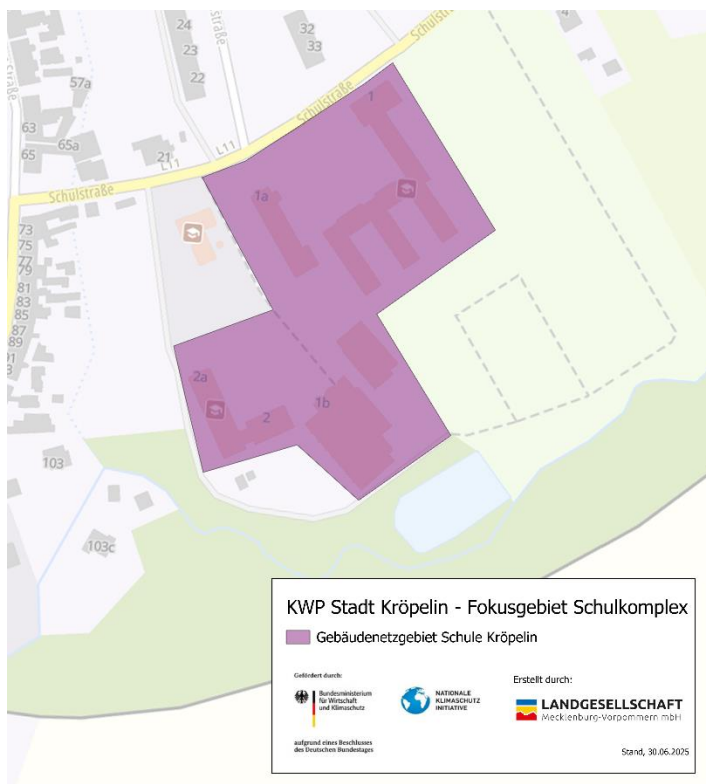 24
23
22
32
33
4
57a
63
65
65a
21
L11
L11
Schulstraße
Schulstraße
1
1a
73
75
77
79
81
83
85
87
89
91
2a
2
1b
103
103c
KWP Stadt Kröpelin - Fokusgebiet Schulkomplex
Gebäudenetzgebiet Schule Kröpelin
Gefördert durch:
Bundesministerium
für Wirtschaft
und Klimaschutz
aufgrund eines Beschlusses
des Deutschen Bundestages
NATIONALE
KLIMASCHUTZ
INITIATIVE
Erstellt durch:
LANDGESELLSCHAFT
Mecklenburg-Vorpommern mbH
Stand, 30.06.2025